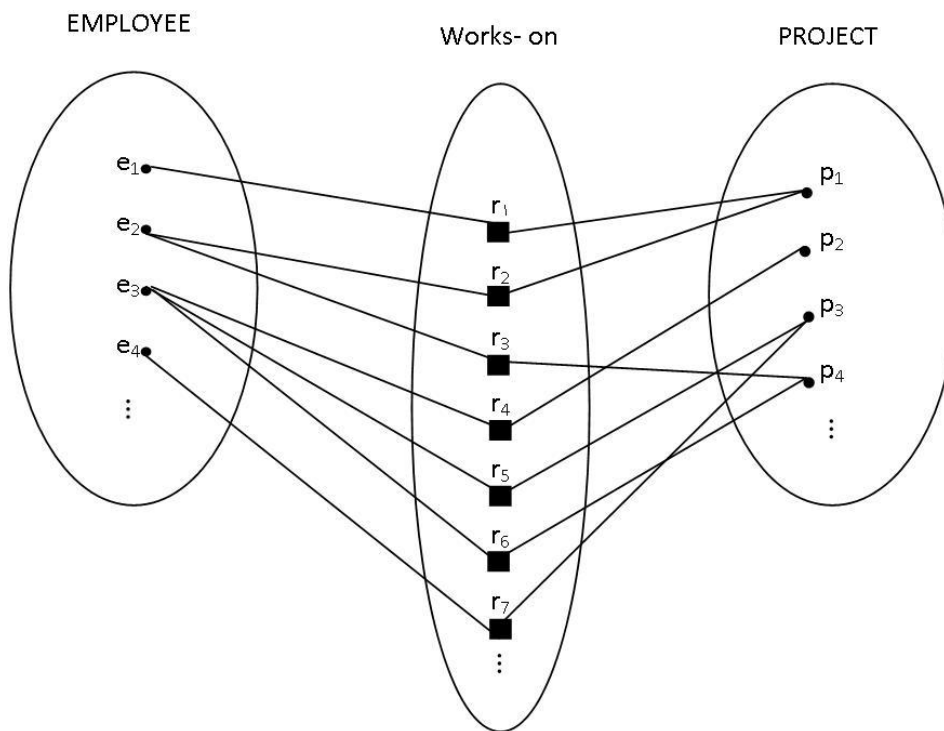 EMPLOYEE
Works- on
PROJECT
e₁
e₂
e₃
e₄
⋮
r₁
r₂
r₃
r₄
r₅
r₆
r₇
⋮
p₁
p₂
p₃
p₄
⋮